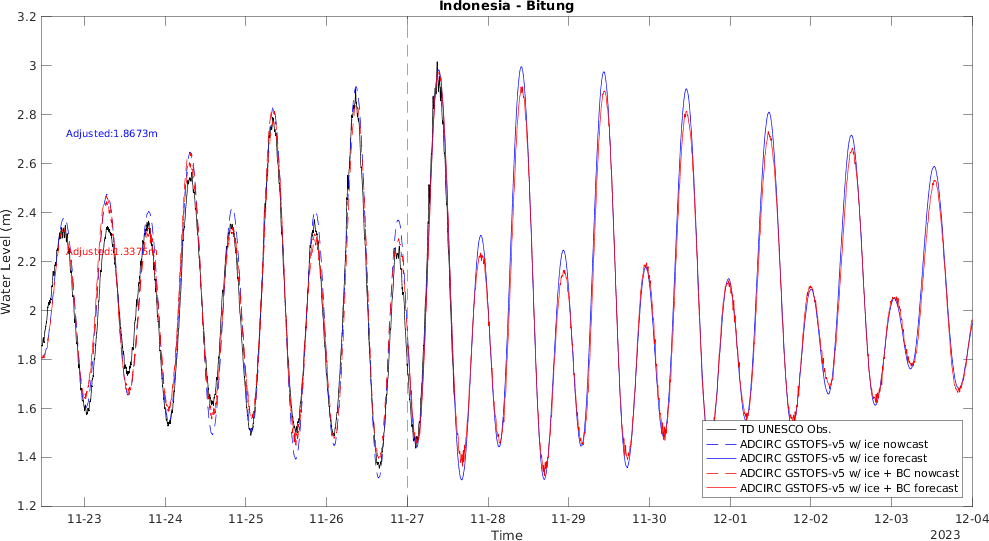 Indonesia - Bitung
3.2
3
2.8
2.6
2.4
2.2
2
1.8
1.6
1.4
1.2
Water Level (m)
Adjusted:1.8673m
Adjusted:1.3375m
TD UNESCO Obs.
ADCIRC GSTOFS-v5 w/ ice nowcast
ADCIRC GSTOFS-v5 w/ ice forecast
ADCIRC GSTOFS-v5 w/ ice + BC nowcast
ADCIRC GSTOFS-v5 w/ ice + BC forecast
11-23 11-24 11-25 11-26 11-27 11-28 11-29 11-30 12-01 12-02 12-03 12-04
Time
2023